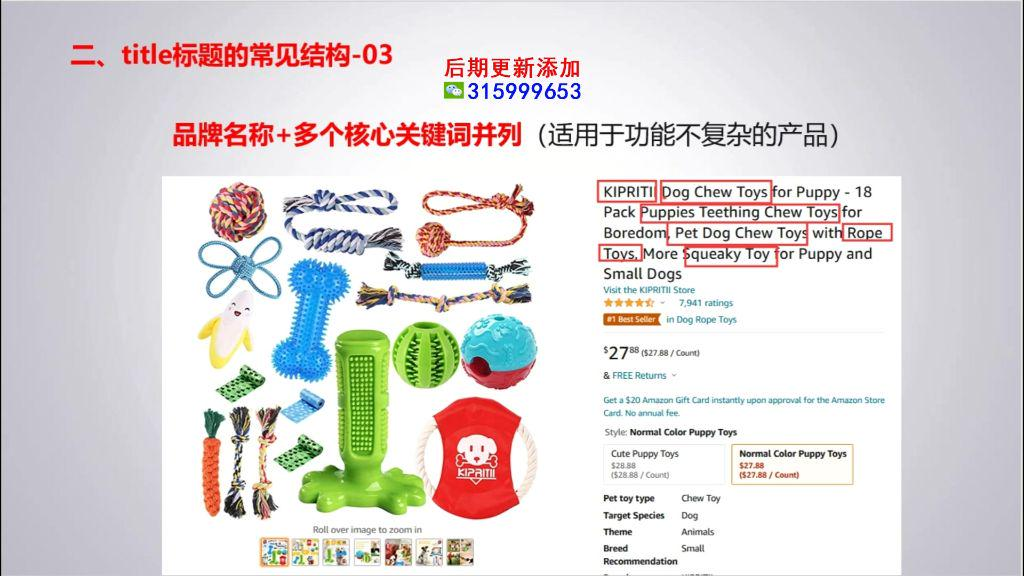 二、title标题的常见结构-03
后期更新添加
315999653
品牌名称+多个核心关键词并列（适用于功能不复杂的产品）
KIPRITII Dog Chew Toys for Puppy - 18
Pack Puppies Teething Chew Toys for
Boredom, Pet Dog Chew Toys with Rope
Toys, More Squeaky Toy for Puppy and
Small Dogs
Visit the KIPRITII Store
7,941 ratings
#1 Best Seller in Dog Rope Toys
$27.88 ($27.88 / Count)
& FREE Returns
Get a $20 Amazon Gift Card instantly upon approval for the Amazon Store
Card. No annual fee.
Style: Normal Color Puppy Toys
Cute Puppy Toys
$28.88
($28.88 / Count)
Normal Color Puppy Toys
$27.88
($27.88 / Count)
Pet toy type Chew Toy
Target Species Dog
Theme Animals
Breed Small
Recommendation
KIPRITII
Roll over image to zoom in